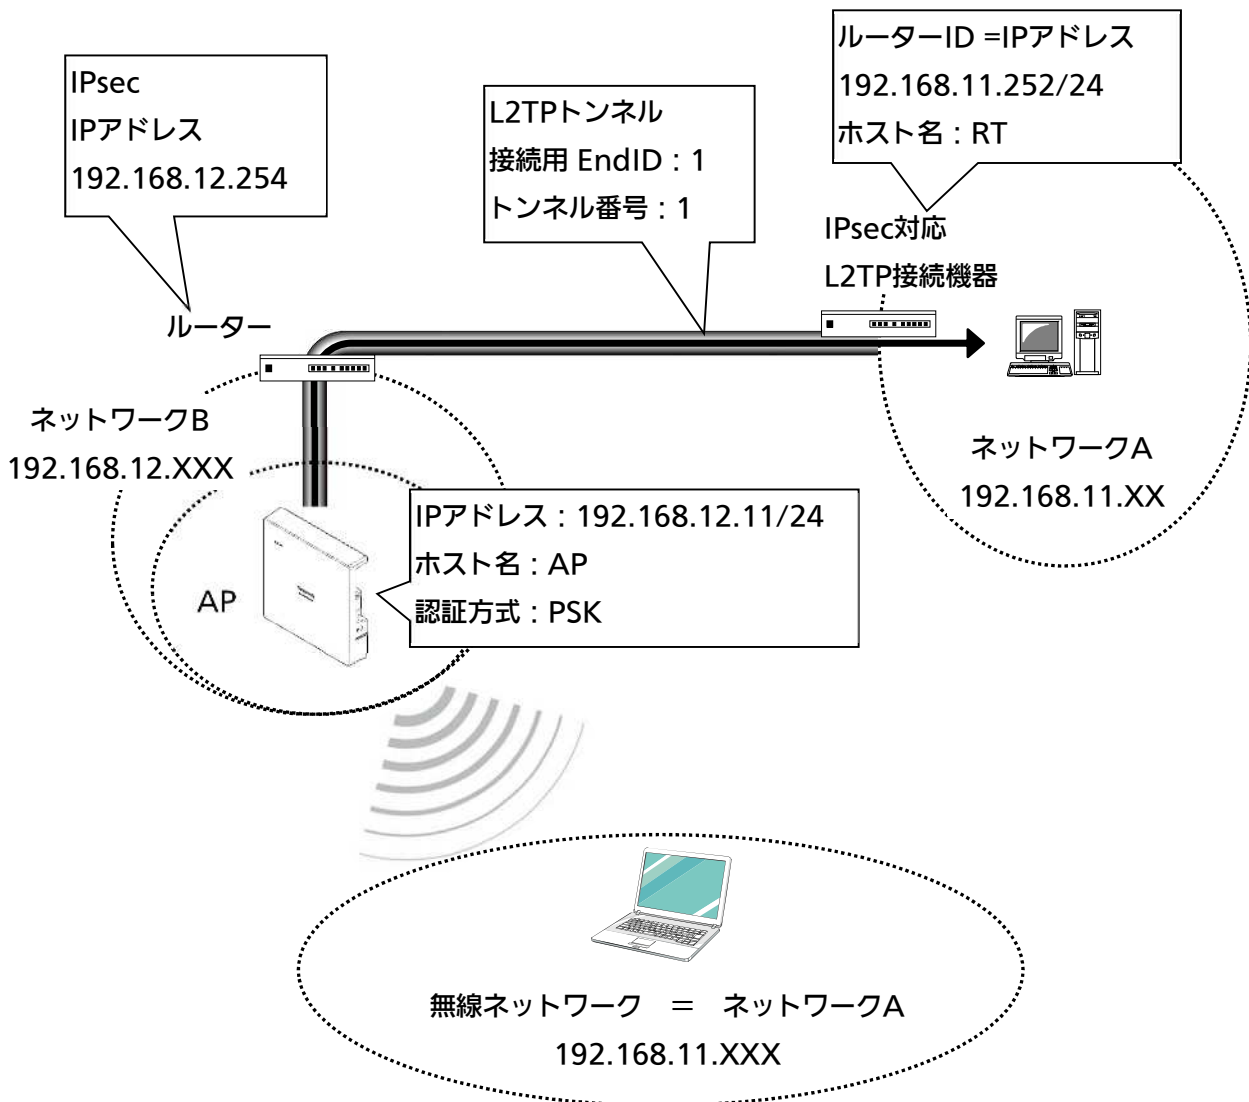 ルーターID =IPアドレス
192.168.11.252/24
ホスト名 : RT
IPsec
IPアドレス
192.168.12.254
L2TPトンネル
接続用 EndID : 1
トンネル番号 : 1
IPsec対応
L2TP接続機器
ルーター
ネットワークB
192.168.12.XXX
ネットワークA
192.168.11.XX
IPアドレス : 192.168.12.11/24
ホスト名 : AP
認証方式 : PSK
AP
無線ネットワーク = ネットワークA
192.168.11.XXX